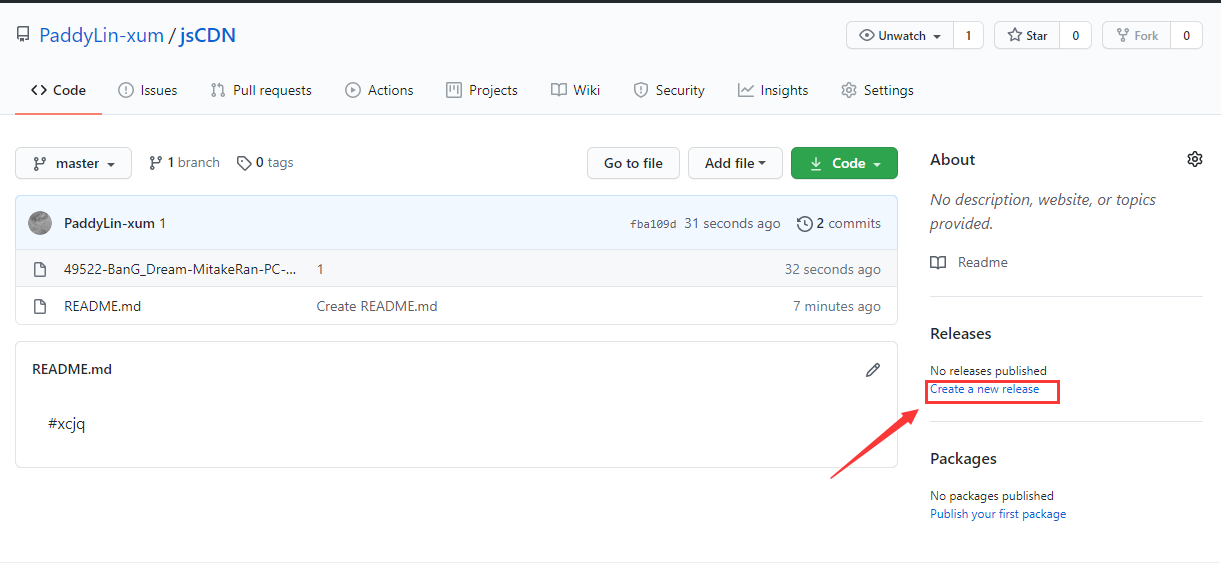 PaddyLin-xum / jsCDN
Unwatch 1 Star 0 Fork 0
Code Issues Pull requests Actions Projects Wiki Security Insights Settings
master 1 branch 0 tags Go to file Add file Code
PaddyLin-xum 1 fba109d 31 seconds ago 2 commits
49522-BanG_Dream-MitakeRan-PC-... 1 32 seconds ago
README.md Create README.md 7 minutes ago
README.md
#xcjq
About
No description, website, or topics
provided.
Readme
Releases
No releases published
Create a new release
Packages
No packages published
Publish your first package